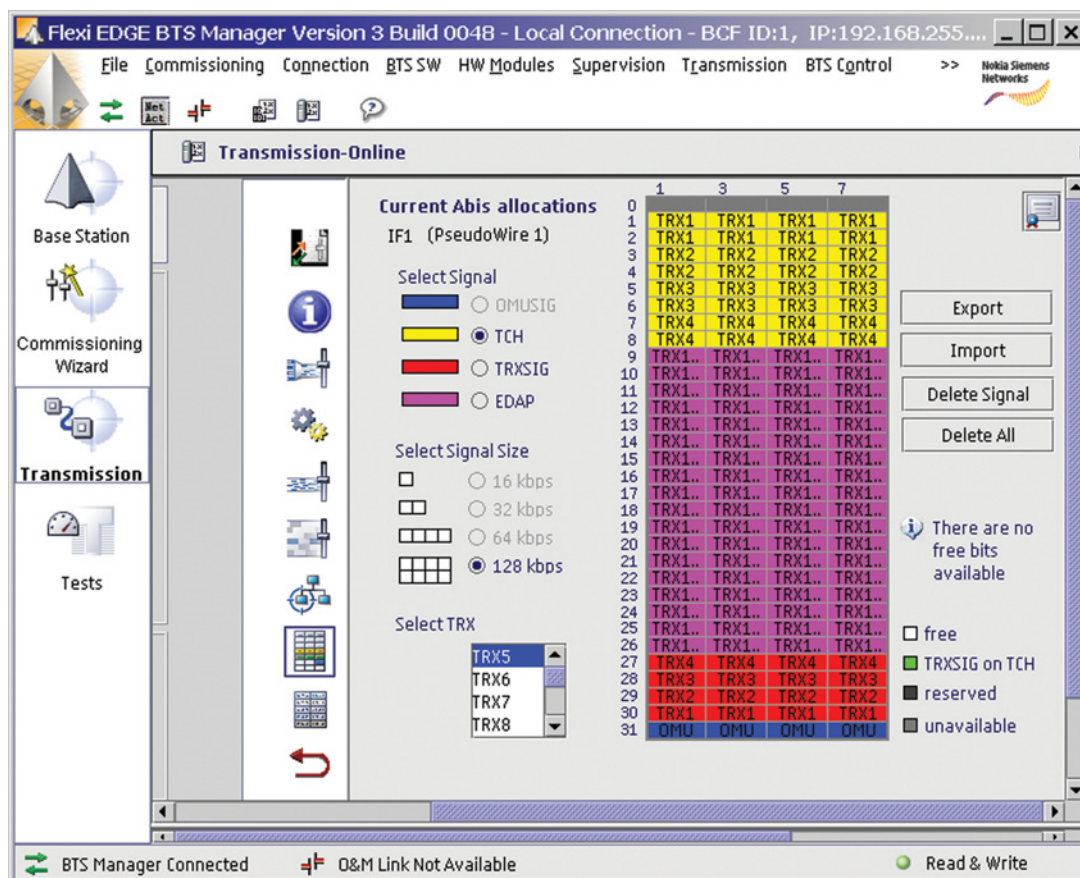 Flexi EDGE BTS Manager Version 3 Build 0048 - Local Connection - BCF ID:1, IP:192.168.255....
File Commissioning Connection BTS SW HW Modules Supervision Transmission BTS Control >> Nokia Siemens
Networks
Net
Act
Transmission-Online
Base Station
Commissioning
Wizard
Transmission
Tests
Current Abis allocations
IF1 (PseudoWire 1)
Select Signal
OMUSIG
TCH
TRXSIG
EDAP
Select Signal Size
16 kbps
32 kbps
64 kbps
128 kbps
Select TRX
TRX5
TRX6
TRX7
TRX8
1 3 5 7
0
1 TRX1 TRX1 TRX1 TRX1
2 TRX1 TRX1 TRX1 TRX1
3 TRX2 TRX2 TRX2 TRX2
4 TRX2 TRX2 TRX2 TRX2
5 TRX3 TRX3 TRX3 TRX3
6 TRX3 TRX3 TRX3 TRX3
7 TRX4 TRX4 TRX4 TRX4
8 TRX4 TRX4 TRX4 TRX4
9 TRX1.. TRX1.. TRX1.. TRX1..
10 TRX1.. TRX1.. TRX1.. TRX1..
11 TRX1.. TRX1.. TRX1.. TRX1..
12 TRX1.. TRX1.. TRX1.. TRX1..
13 TRX1.. TRX1.. TRX1.. TRX1..
14 TRX1.. TRX1.. TRX1.. TRX1..
15 TRX1.. TRX1.. TRX1.. TRX1..
16 TRX1.. TRX1.. TRX1.. TRX1..
17 TRX1.. TRX1.. TRX1.. TRX1..
18 TRX1.. TRX1.. TRX1.. TRX1..
19 TRX1.. TRX1.. TRX1.. TRX1..
20 TRX1.. TRX1.. TRX1.. TRX1..
21 TRX1.. TRX1.. TRX1.. TRX1..
22 TRX1.. TRX1.. TRX1.. TRX1..
23 TRX1.. TRX1.. TRX1.. TRX1..
24 TRX1.. TRX1.. TRX1.. TRX1..
25 TRX1.. TRX1.. TRX1.. TRX1..
26 TRX1.. TRX1.. TRX1.. TRX1..
27 TRX4 TRX4 TRX4 TRX4
28 TRX3 TRX3 TRX3 TRX3
29 TRX2 TRX2 TRX2 TRX2
30 TRX1 TRX1 TRX1 TRX1
31 OMU OMU OMU OMU
Export
Import
Delete Signal
Delete All
There are no
free bits
available
free
TRXSIG on TCH
reserved
unavailable
BTS Manager Connected O&M Link Not Available Read & Write